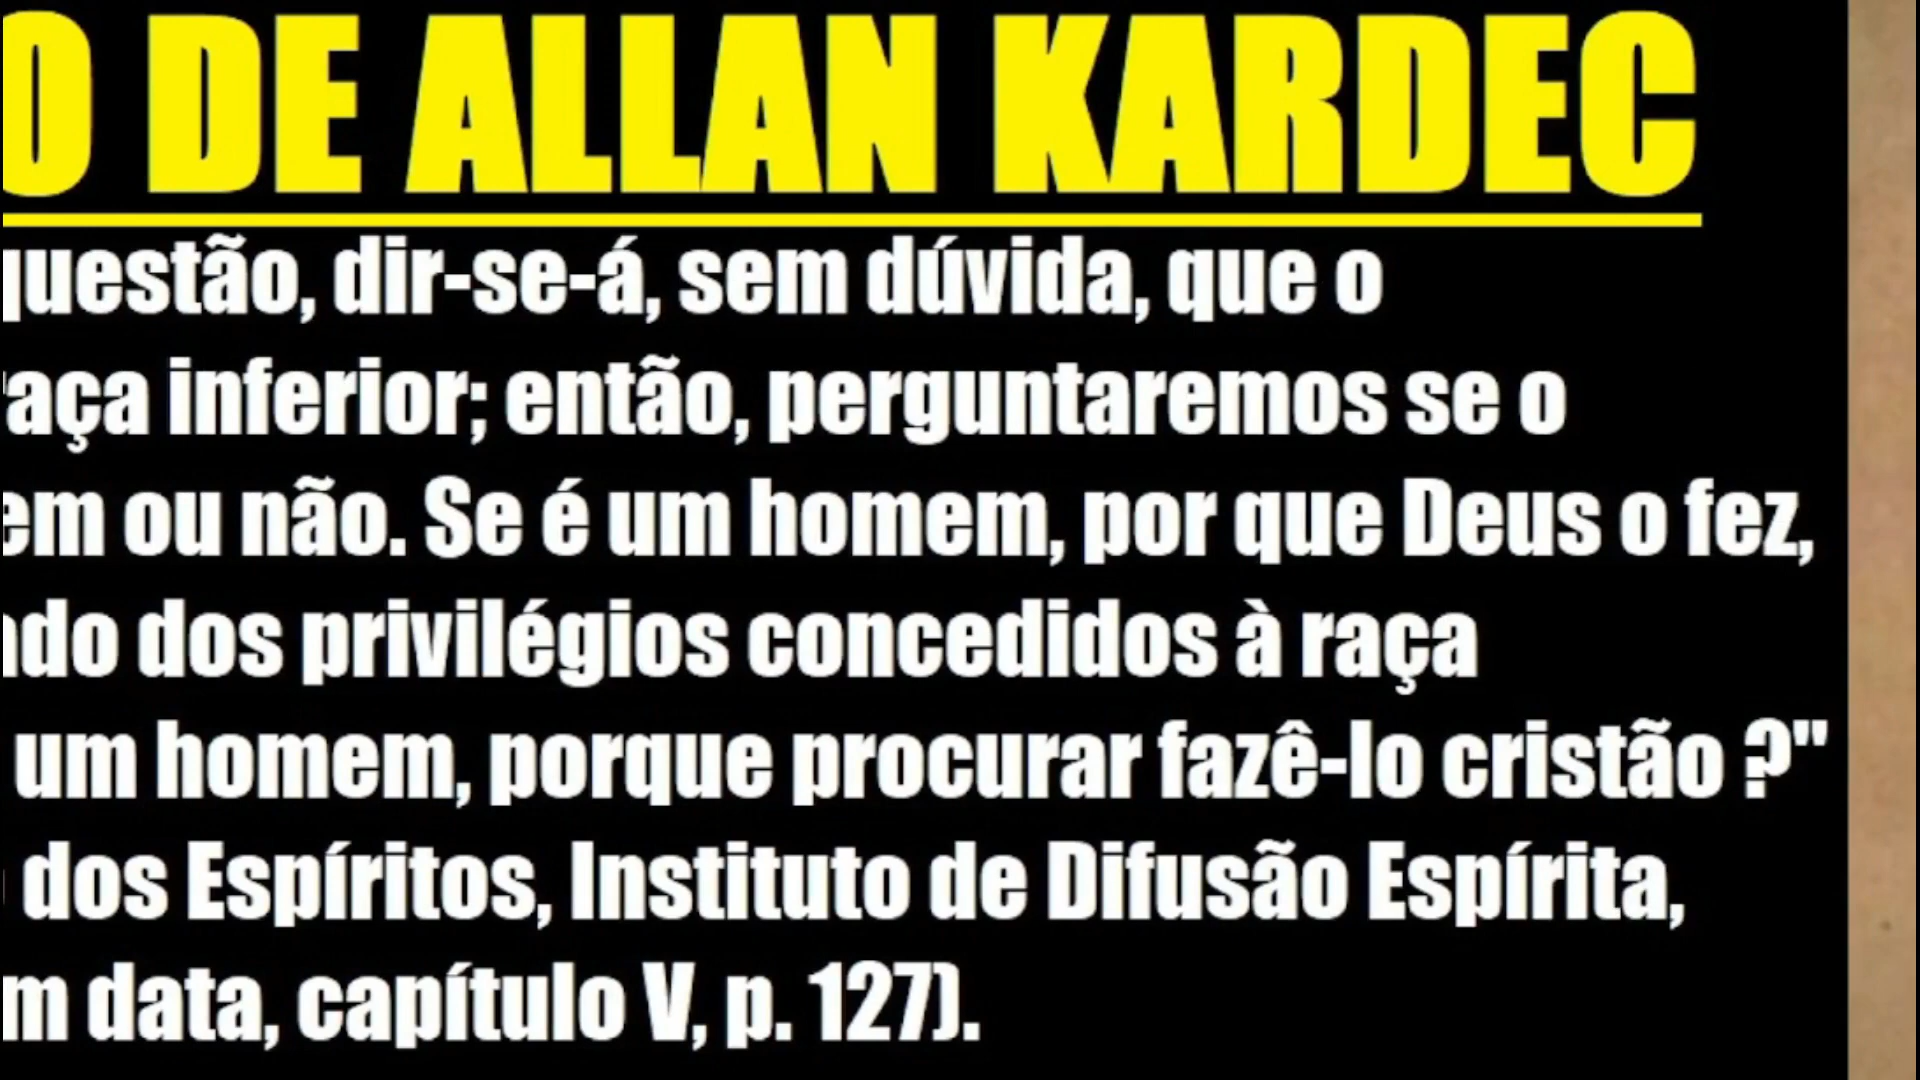 O DE ALLAN KARDEC
questão, dir-se-á, sem dúvida, que o
raça inferior; então, perguntaremos se o
ou não. Se é um homem, por que Deus o fez,
dos privilégios concedidos à raça
um homem, porque procurar fazê-lo cristão ?"
dos Espíritos, Instituto de Difusão Espírita,
data, capítulo V, p. 127).